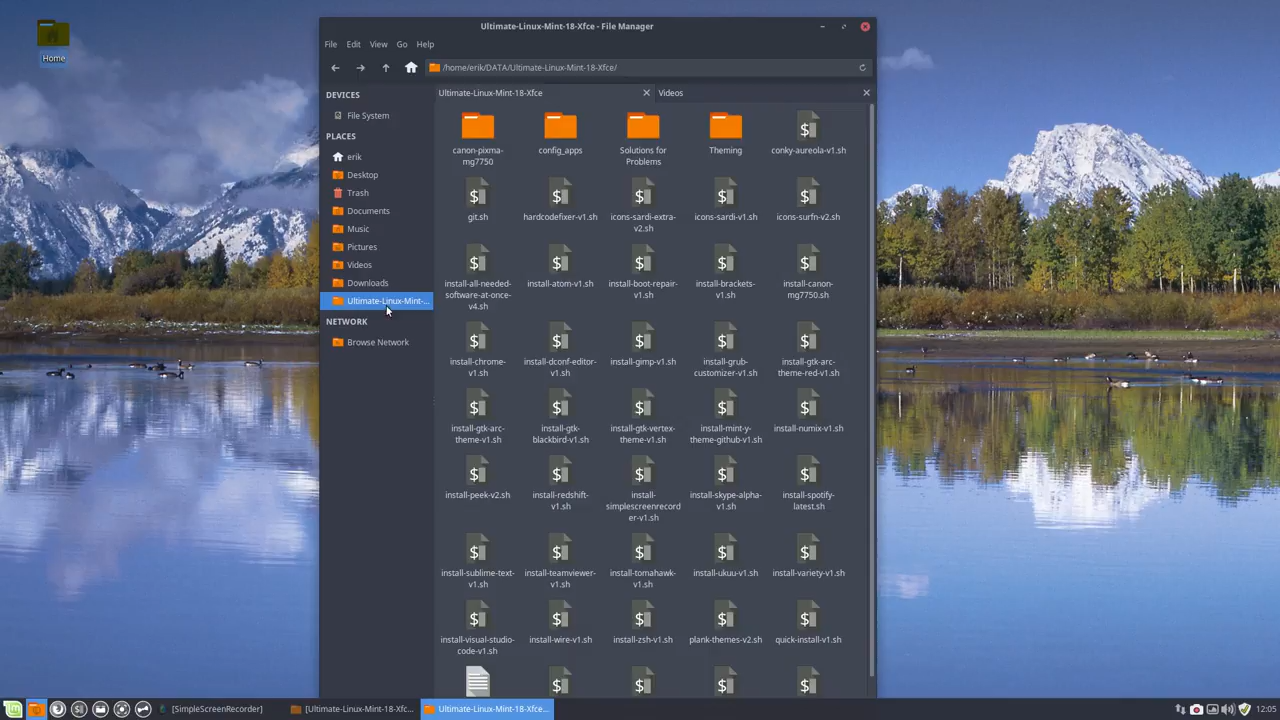 Ultimate-Linux-Mint-18-Xfce - File Manager
Home
File Edit View Go Help
/home/erik/DATA/Ultimate-Linux-Mint-18-Xfce/
DEVICES
File System
PLACES
erik
Desktop
Trash
Documents
Music
Pictures
Videos
Downloads
Ultimate-Linux-Mint-...
NETWORK
Browse Network
Ultimate-Linux-Mint-18-Xfce
Videos
canon-pixma-
mg7750
config_apps
Solutions for
Problems
Theming
conky-aureola-v1.sh
git.sh
hardcodefixer-v1.sh
icons-sardi-extra-
v2.sh
icons-sardi-v1.sh
icons-surfn-v2.sh
install-all-needed-
software-at-once-
v4.sh
install-atom-v1.sh
install-boot-repair-
v1.sh
install-brackets-
v1.sh
install-canon-
mg7750.sh
install-chrome-
v1.sh
install-dconf-editor-
v1.sh
install-gimp-v1.sh
install-grub-
customizer-v1.sh
install-gtk-arc-
theme-red-v1.sh
install-gtk-arc-
theme-v1.sh
install-gtk-
blackbird-v1.sh
install-gtk-vertex-
theme-v1.sh
install-mint-y-
theme-github-v1.sh
install-numix-v1.sh
install-peek-v2.sh
install-redshift-
v1.sh
install-
simplescreenrecord
er-v1.sh
install-skype-alpha-
v1.sh
install-spotify-
latest.sh
install-sublime-text-
v1.sh
install-teamviewer-
v1.sh
install-tomahawk-
v1.sh
install-ukuu-v1.sh
install-variety-v1.sh
install-visual-studio-
code-v1.sh
install-wire-v1.sh
install-zsh-v1.sh
plank-themes-v2.sh
quick-install-v1.sh
[SimpleScreenRecorder]
[Ultimate-Linux-Mint-18-Xfc...
Ultimate-Linux-Mint-18-Xfce...
12:05